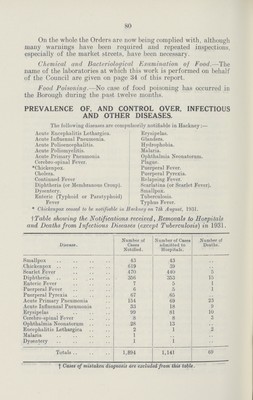 80
On the whole the Orders are now being complied with, although
many warnings have been required and repeated inspections,
especially of the market streets, have been necessary.
Chemical and Bacteriological Examination of Food.—The
name of the laboratories at which this work is performed on behalf
of the Council are given on page 34 of this report.
Food Poisoning.—No case of food poisoning has occurred in
the Borough during the past twelve months.
PREVALENCE OF, AND CONTROL OVER, INFECTIOUS
AND OTHER DISEASES.
The following diseases are compulsorily notifiable in Hackney:—
Acute Encephalitis Lethargica.
Acute Influenzal Pneumonia.
Acute Polioencephalitis.
Acute Poliomyelitis
Acute Primary Pneumonia
Cerebro-spinal Fever.
*Chickenpox
Cholera.
Continued Fever
Diphtheria (or Membranous Croup).
Dysentery.
Enteric (Typhoid or Paratyphoid)
Fever
Erysipelas.
Glanders.
Hydrophobia.
Malaria.
Ophthalmia Neonatorum.
Plague.
Puerperal Fever.
Puerperal Pyrexia.
Relapsing Fever
Scarlatina (or Scarlet Fever).
Smallpox.
Tuberculosis.
Typhus Fever.
* Chickenpox ceased to be notifiable in Hackney on 7th August, 1931.
†Table shewing the Notifications received, Removals to Hospitals
and Deaths from Infectious Diseases (except Tuberculosis) in 1931.
Disease. Number of Cases Notified. Number of Cases admitted to Hospitals. Number of Deaths.
Smallpox 43 43
Chickenpox 619 39
Scarlet Fever 470 440 5
Diphtheria 356 353 10
Enteric Fever 7 5 1
Puerperal Fever 6 5 1
Puerperal Pyrexia 67 65
Acute Primary Pneumonia 154 69 23
Acute Influenzal Pneumonia 33 18 8
Erysipelas 99 81 10
Cerebro-spinal Fever 8 8 2
Ophthalmia Neonatorum 28 13
Encephalitis Lethargica 2 1
Malaria 1
Dysentery 1 1
Totals 1,894 1,141
† Cases of mistaken diagnosis are excluded from this table.